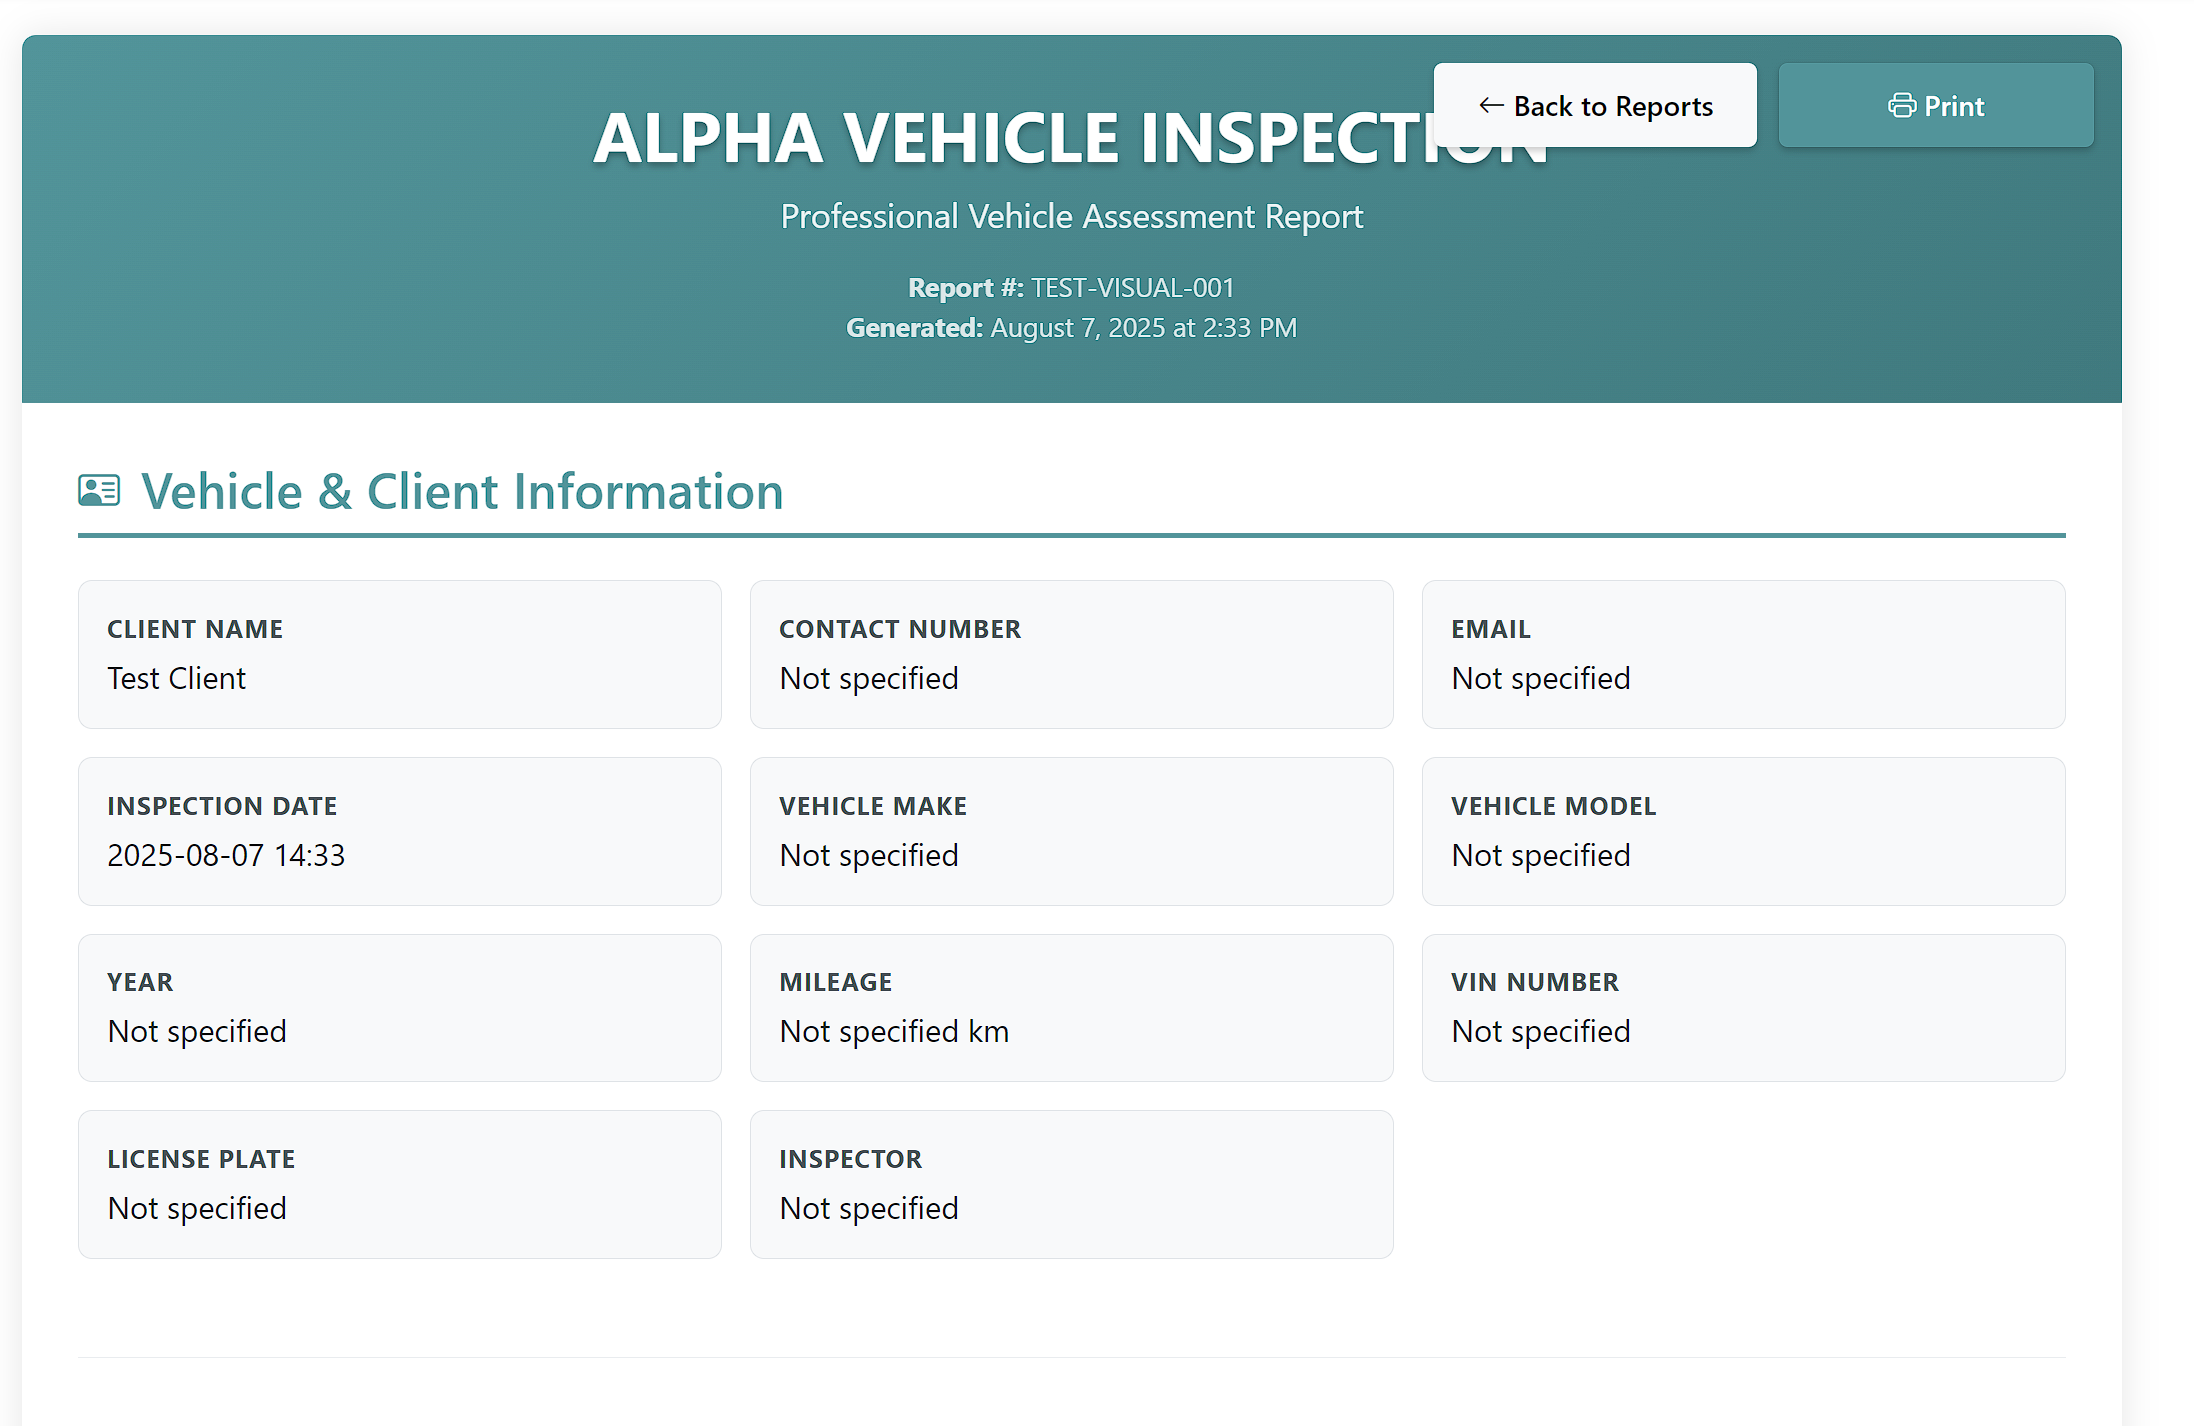 ← Back to Reports
Print
ALPHA VEHICLE INSPECTION
Professional Vehicle Assessment Report
Report #: TEST-VISUAL-001
Generated: August 7, 2025 at 2:33 PM
Vehicle & Client Information
CLIENT NAME
Test Client
CONTACT NUMBER
Not specified
EMAIL
Not specified
INSPECTION DATE
2025-08-07 14:33
VEHICLE MAKE
Not specified
VEHICLE MODEL
Not specified
YEAR
Not specified
MILEAGE
Not specified km
VIN NUMBER
Not specified
LICENSE PLATE
Not specified
INSPECTOR
Not specified